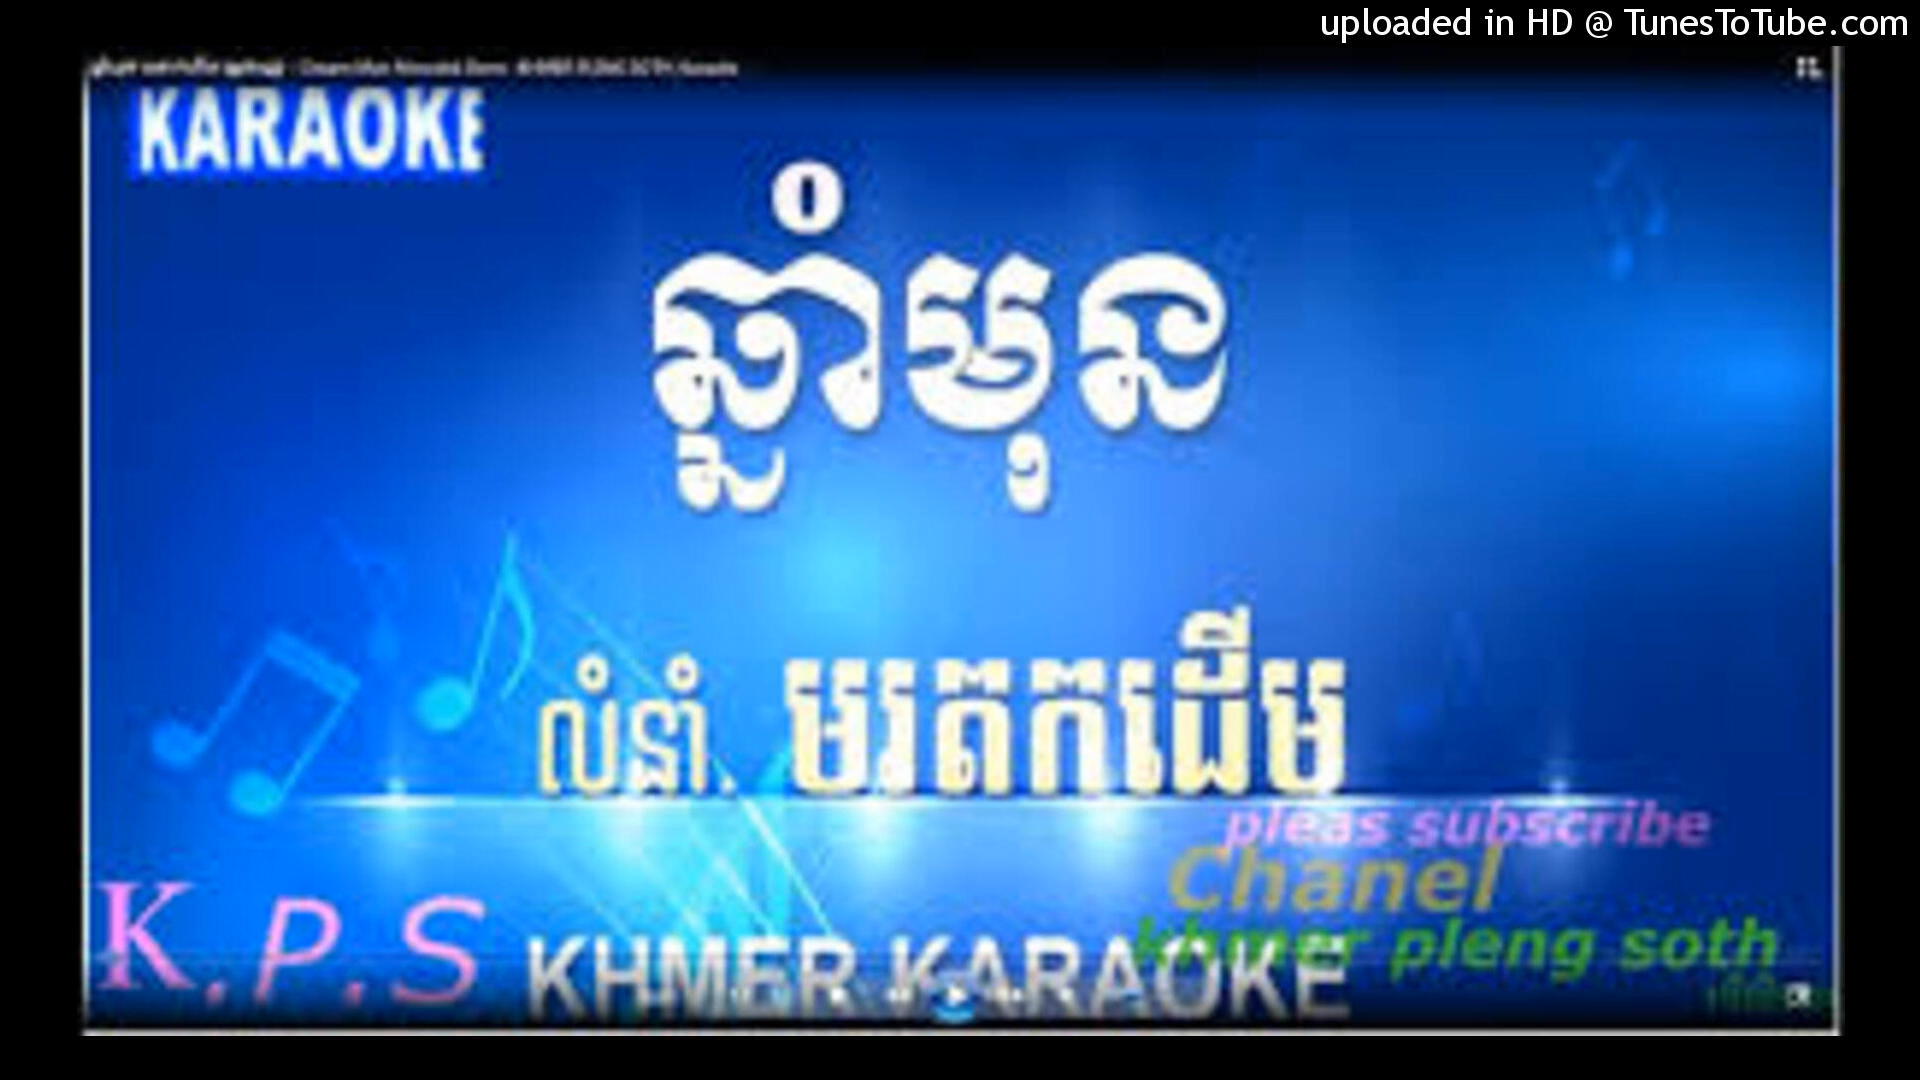 uploaded in HD @ TunesToTube.com
KARAOKE
ឆ្នាំមុន
លំនាំ. មរតកដើម
pleas subscribe
Chanel
khmer pleng soth
K.P.S
KHMER KARAOKE